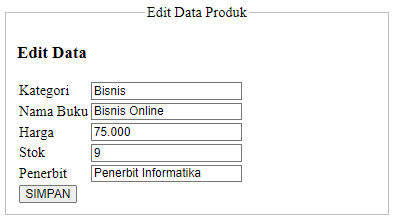 Edit Data Produk
Edit Data
Kategori Bisnis
Nama Buku Bisnis Online
Harga 75.000
Stok 9
Penerbit Penerbit Informatika
SIMPAN